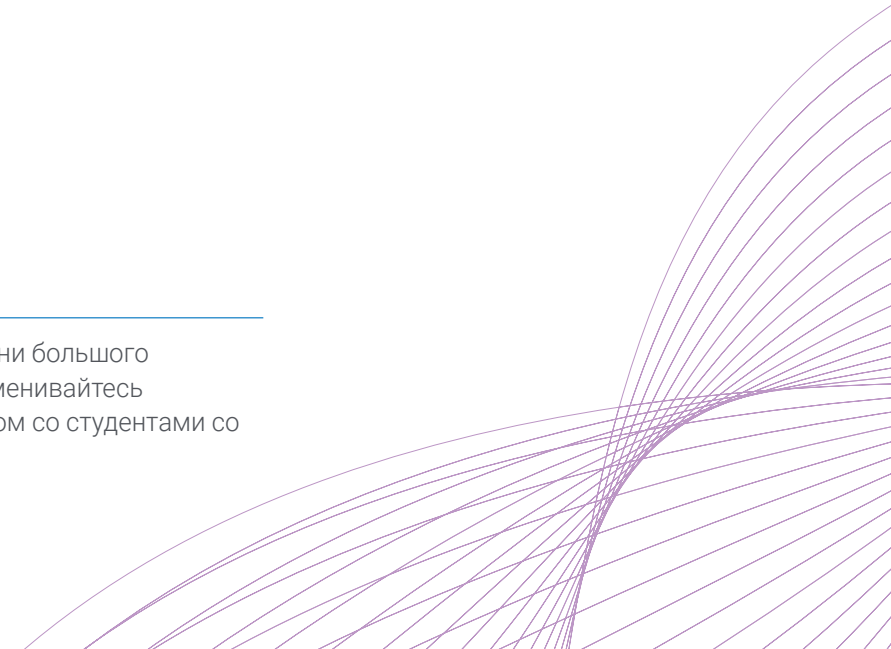 ни большого
менивайтесь
ом со студентами со